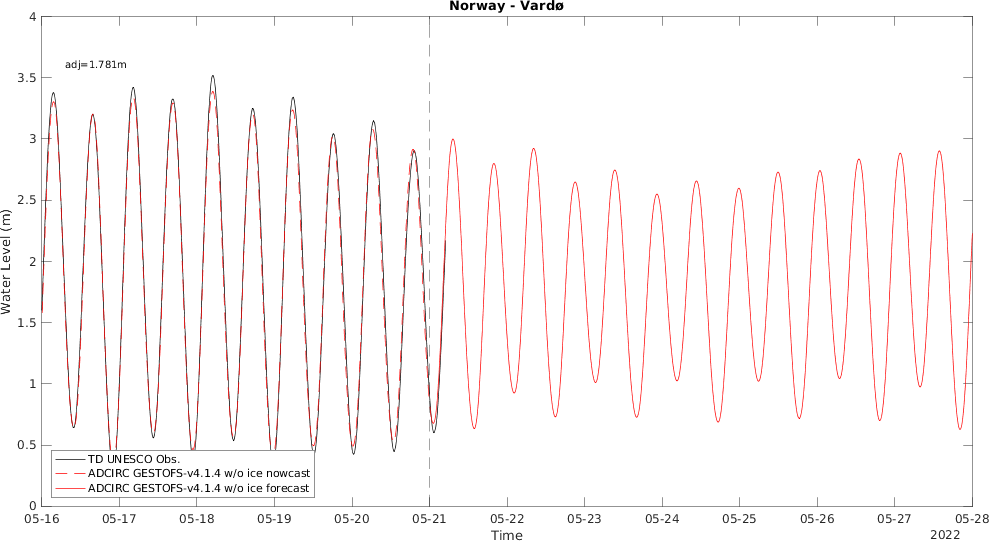 Norway - Vardø
4
3.5
3
2.5
2
1.5
1
0.5
0
Water Level (m)
adj=1.781m
TD UNESCO Obs.
ADCIRC GESTOFS-v4.1.4 w/o ice nowcast
ADCIRC GESTOFS-v4.1.4 w/o ice forecast
05-16 05-17 05-18 05-19 05-20 05-21 05-22 05-23 05-24 05-25 05-26 05-27 05-28
Time
2022